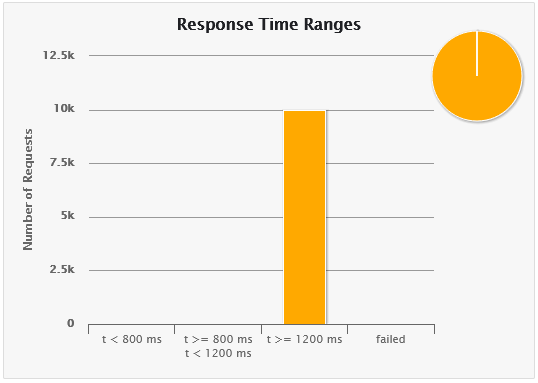 Response Time Ranges
12.5k
10k
7.5k
5k
2.5k
0
Number of Requests
t < 800 ms
t >= 800 ms
t < 1200 ms
t >= 1200 ms
failed